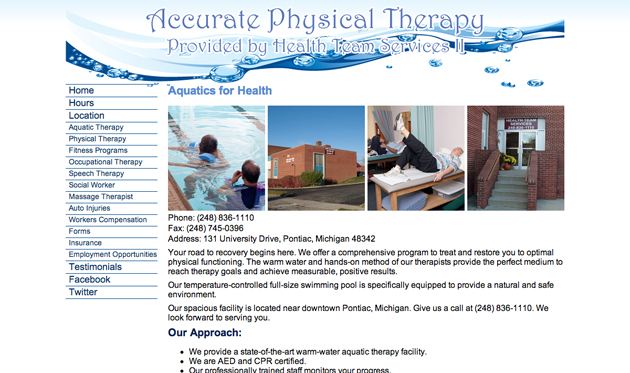 Accurate Physical Therapy
Provided by Health Team Services II
Home
Hours
Location
Aquatic Therapy
Physical Therapy
Fitness Programs
Occupational Therapy
Speech Therapy
Social Worker
Massage Therapist
Auto Injuries
Workers Compensation
Forms
Insurance
Employment Opportunities
Testimonials
Facebook
Twitter
Aquatics for Health
HEALTH TEAM
SERVICES
248-836-1110
Phone: (248) 836-1110
Fax: (248) 745-0396
Address: 131 University Drive, Pontiac, Michigan 48342
Your road to recovery begins here. We offer a comprehensive program to treat and restore you to optimal
physical functioning. The warm water and hands-on method of our therapists provide the perfect medium to
reach therapy goals and achieve measurable, positive results.
Our temperature-controlled full-size swimming pool is specifically equipped to provide a natural and safe
environment.
Our spacious facility is located near downtown Pontiac, Michigan. Give us a call at (248) 836-1110. We
look forward to serving you.
Our Approach:
• We provide a state-of-the-art warm-water aquatic therapy facility.
• We are AED and CPR certified.
• Our professionally trained staff monitors your progress.